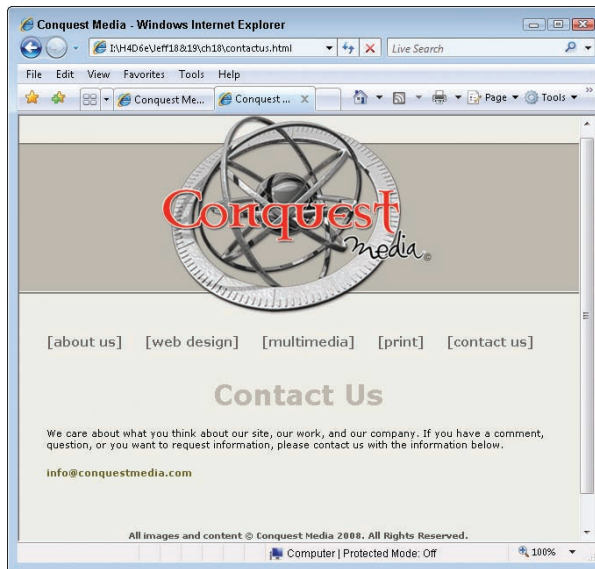 Conquest Media - Windows Internet Explorer
I:\H4D6e\Jeff18&19\ch18\contactus.html
Live Search
File Edit View Favorites Tools Help
Conquest Me... Conquest ... Page Tools
Conquest
media©
[about us] [web design] [multimedia] [print] [contact us]
Contact Us
We care about what you think about our site, our work, and our company. If you have a comment,
question, or you want to request information, please contact us with the information below.
info@conquestmedia.com
All images and content © Conquest Media 2008. All Rights Reserved.
Computer | Protected Mode: Off 100%